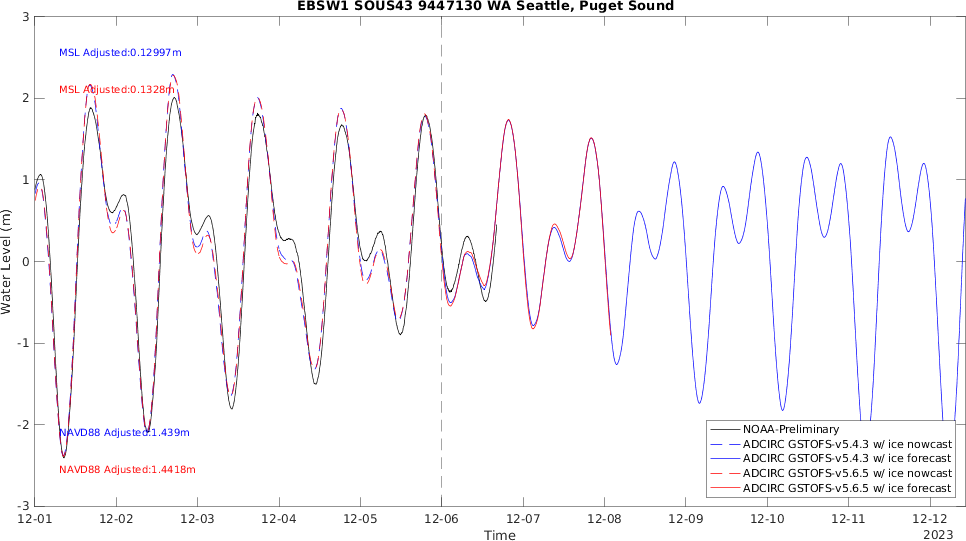 EBSW1 SOUS43 9447130 WA Seattle, Puget Sound
MSL Adjusted:0.12997m
MSL Adjusted:0.1328m
NAVD88 Adjusted:1.439m
NAVD88 Adjusted:1.4418m
Water Level (m)
3
2
1
0
-1
-2
-3
NOAA-Preliminary
ADCIRC GSTOFS-v5.4.3 w/ ice nowcast
ADCIRC GSTOFS-v5.4.3 w/ ice forecast
ADCIRC GSTOFS-v5.6.5 w/ ice nowcast
ADCIRC GSTOFS-v5.6.5 w/ ice forecast
12-01 12-02 12-03 12-04 12-05 12-06 12-07 12-08 12-09 12-10 12-11 12-12
Time
2023